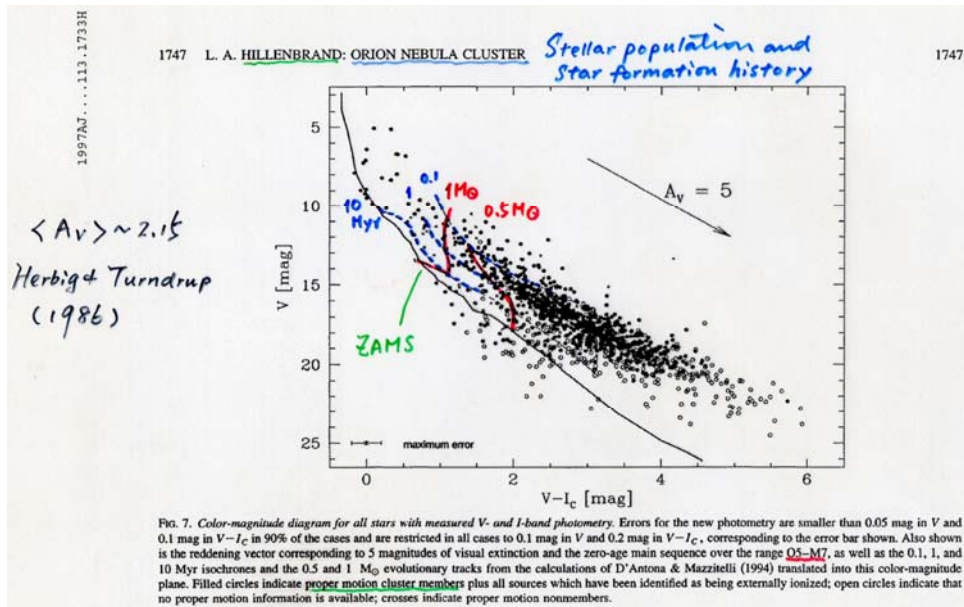 1997AJ....113.1733H
1747 L. A. HILLENBRAND: ORION NEBULA CLUSTER
Stellar population and
star formation history
1747
5
10
15
20
25
V [mag]
0.1
1
10
Myr
1M⊙
0.5M⊙
A_V = 5
<A_V> ~ 2.15
Herbig & Turndrup
(1986)
ZAMS
maximum error
0
2
4
6
V−I_C [mag]
FIG. 7. Color-magnitude diagram for all stars with measured V- and I-band photometry. Errors for the new photometry are smaller than 0.05 mag in V and
0.1 mag in V−I_C in 90% of the cases and are restricted in all cases to 0.1 mag in V and 0.2 mag in V−I_C, corresponding to the error bar shown. Also shown
is the reddening vector corresponding to 5 magnitudes of visual extinction and the zero-age main sequence over the range O5–M7, as well as the 0.1, 1, and
10 Myr isochrones and the 0.5 and 1 M⊙ evolutionary tracks from the calculations of D'Antona & Mazzitelli (1994) translated into this color-magnitude
plane. Filled circles indicate proper motion cluster members plus all sources which have been identified as being externally ionized; open circles indicate that
no proper motion information is available; crosses indicate proper motion nonmembers.